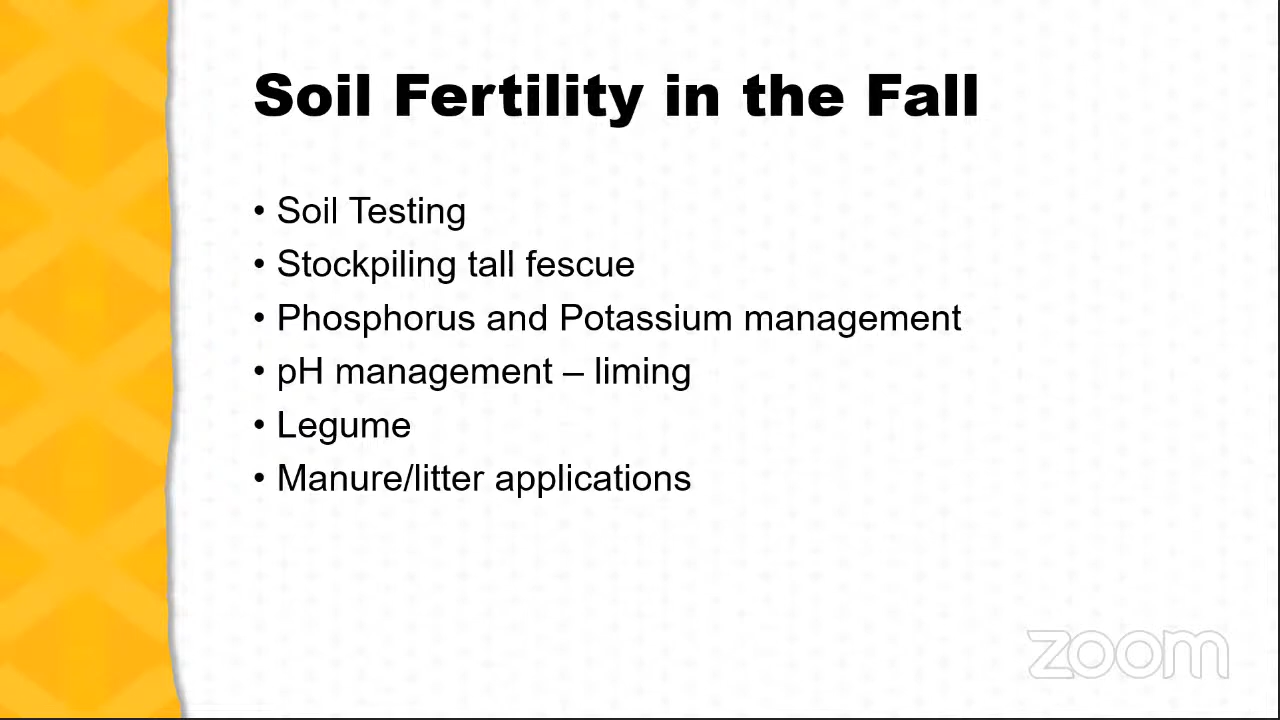 Soil Fertility in the Fall
• Soil Testing
• Stockpiling tall fescue
• Phosphorus and Potassium management
• pH management – liming
• Legume
• Manure/litter applications
zoom